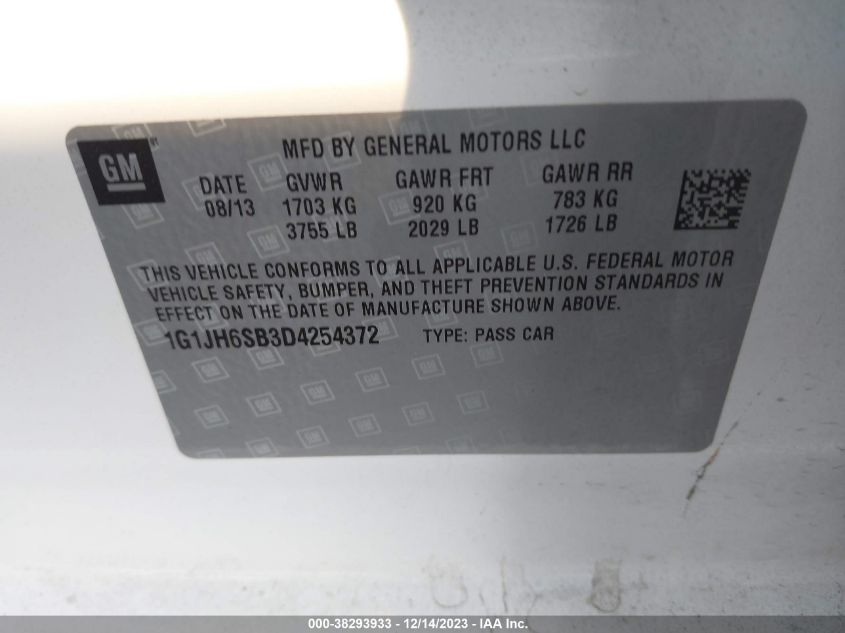 GM
MFD BY GENERAL MOTORS LLC
DATE GVWR GAWR FRT GAWR RR
08/13 1703 KG 920 KG 783 KG
3755 LB 2029 LB 1726 LB
THIS VEHICLE CONFORMS TO ALL APPLICABLE U.S. FEDERAL MOTOR
VEHICLE SAFETY, BUMPER, AND THEFT PREVENTION STANDARDS IN
EFFECT ON THE DATE OF MANUFACTURE SHOWN ABOVE.
1G1JH6SB3D4254372 TYPE: PASS CAR
000-38293933 - 12/14/2023 - IAA Inc.